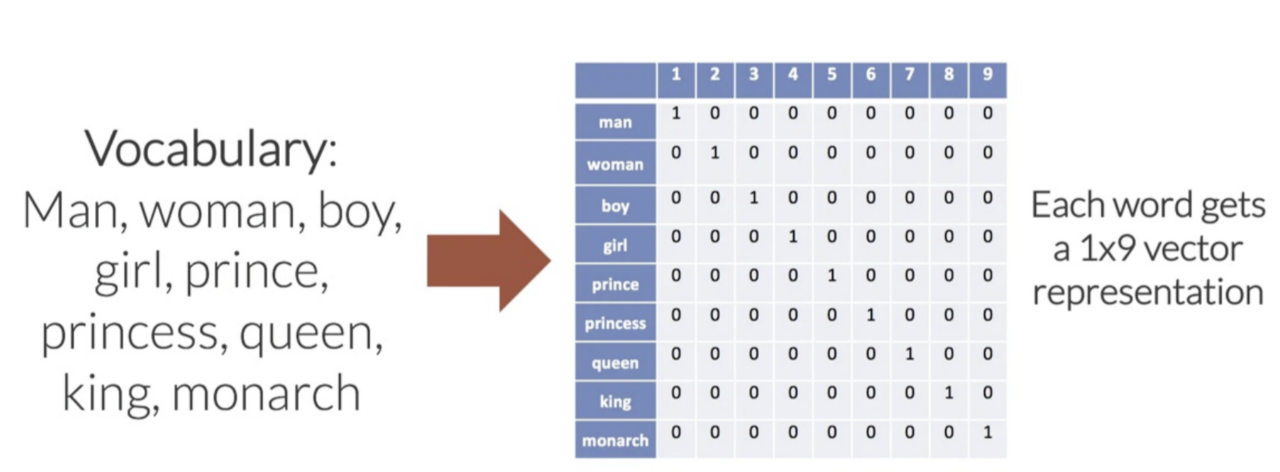 Vocabulary:
Man, woman, boy,
girl, prince,
princess, queen,
king, monarch
1 2 3 4 5 6 7 8 9
man 1 0 0 0 0 0 0 0 0
woman 0 1 0 0 0 0 0 0 0
boy 0 0 1 0 0 0 0 0 0
girl 0 0 0 1 0 0 0 0 0
prince 0 0 0 0 1 0 0 0 0
princess 0 0 0 0 0 1 0 0 0
queen 0 0 0 0 0 0 1 0 0
king 0 0 0 0 0 0 0 1 0
monarch 0 0 0 0 0 0 0 0 1
Each word gets
a 1x9 vector
representation